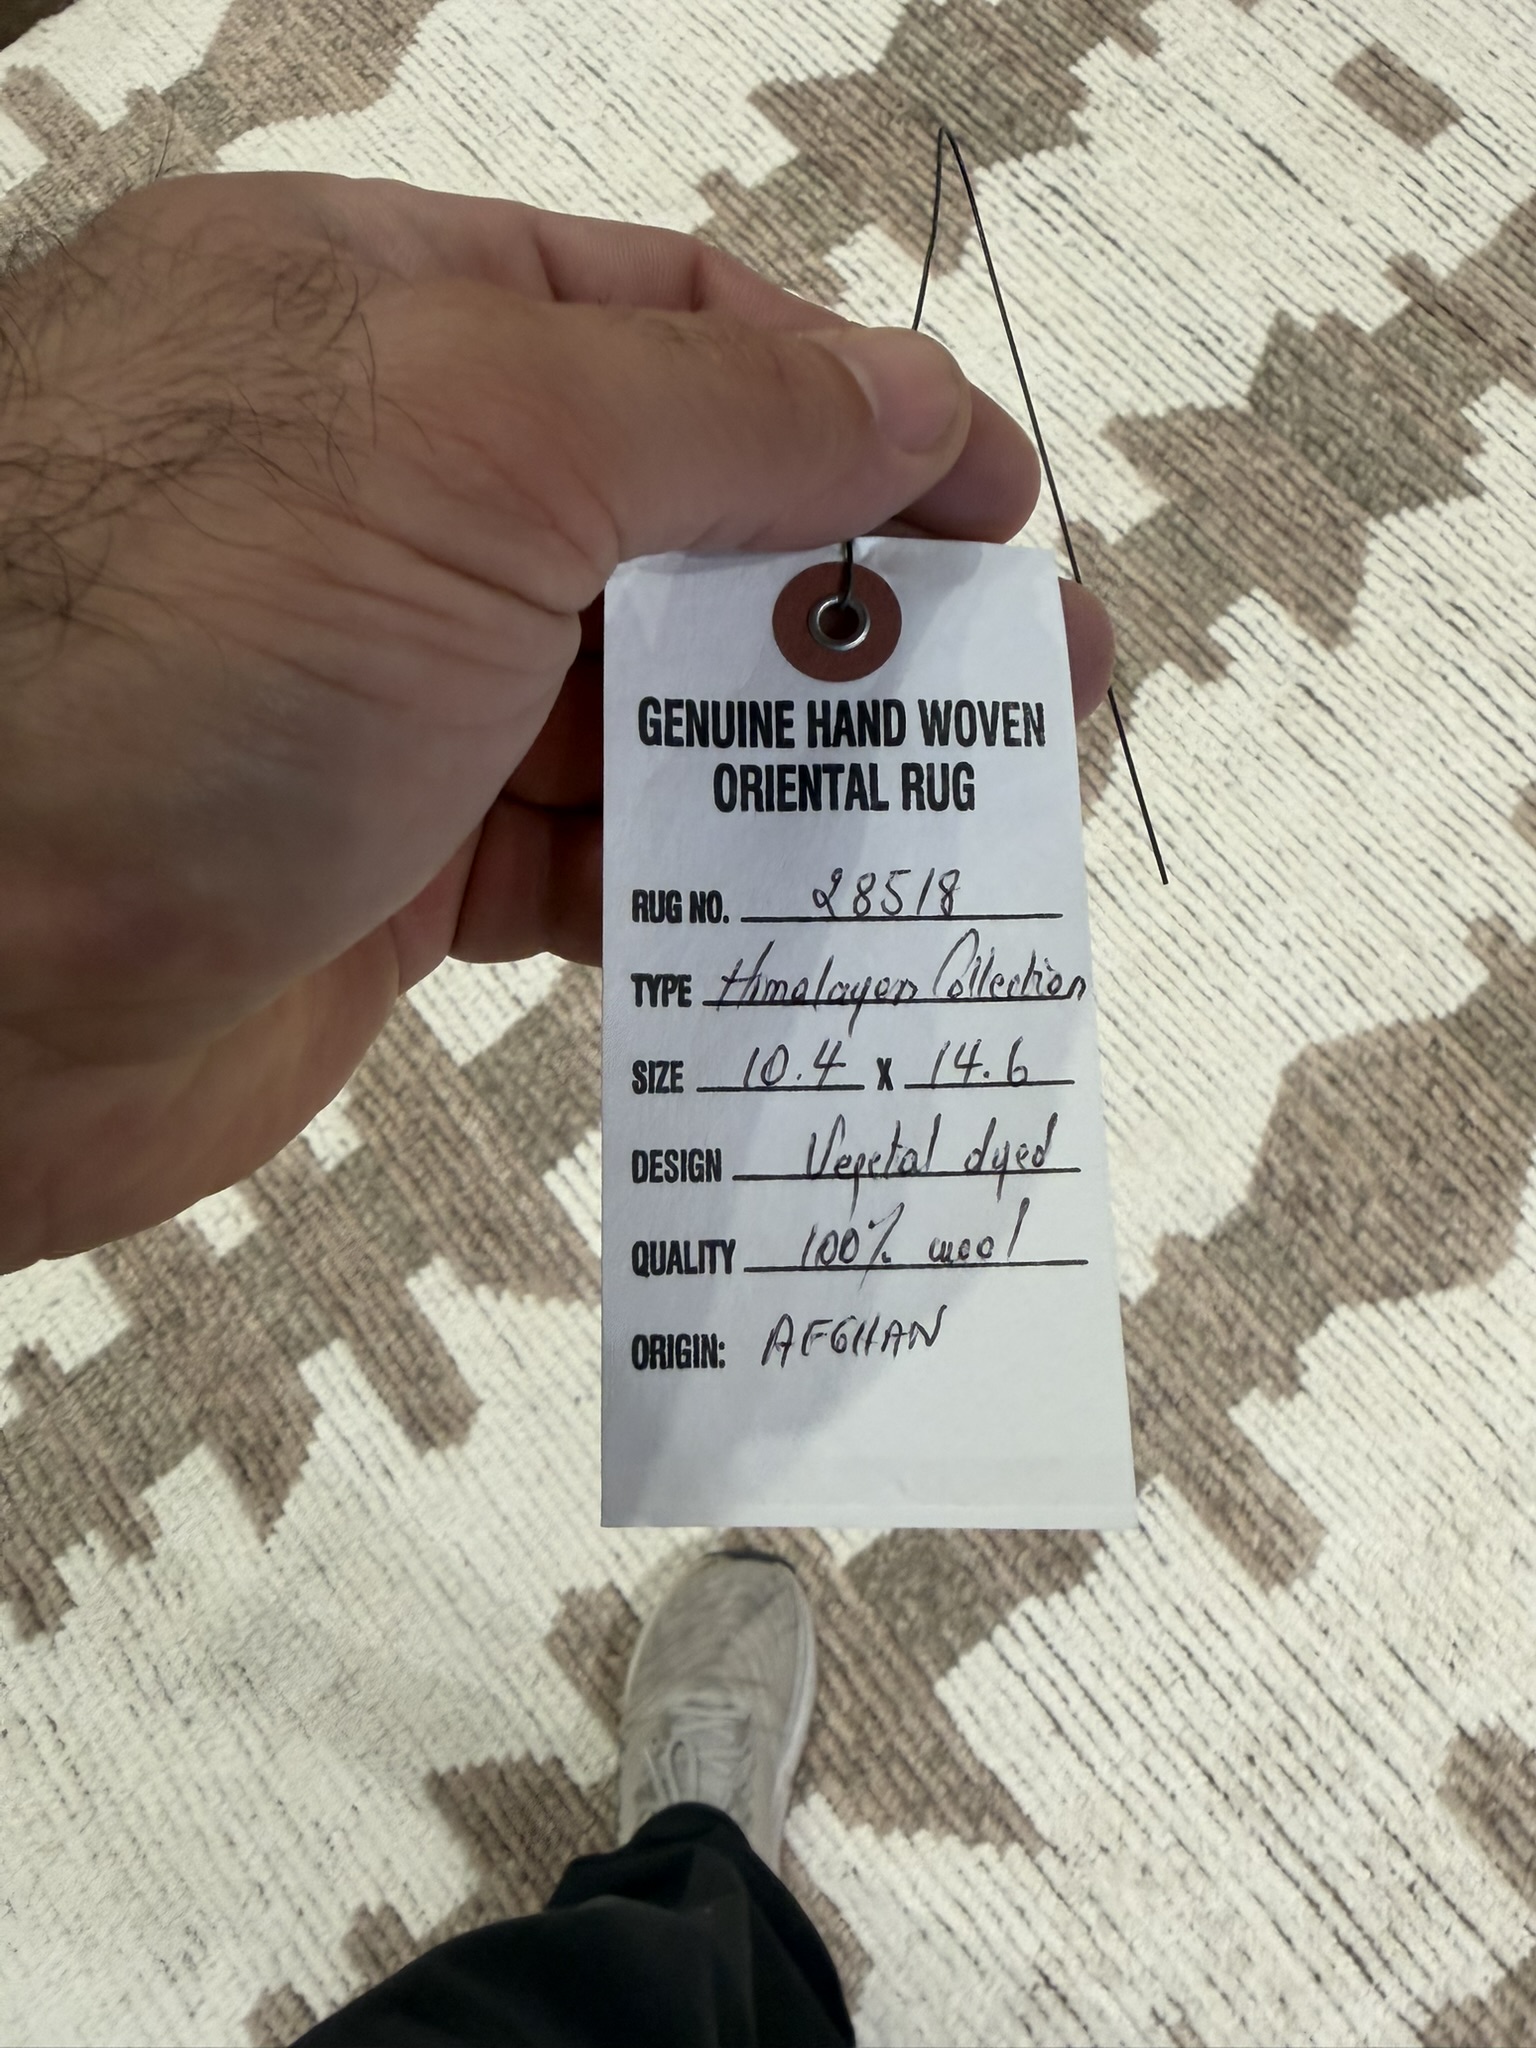 GENUINE HAND WOVEN
ORIENTAL RUG
RUG NO. 28518
TYPE Himalayan Collection
SIZE 10.4 X 14.6
DESIGN Vegetal dyed
QUALITY 100% wool
ORIGIN: AFGHAN